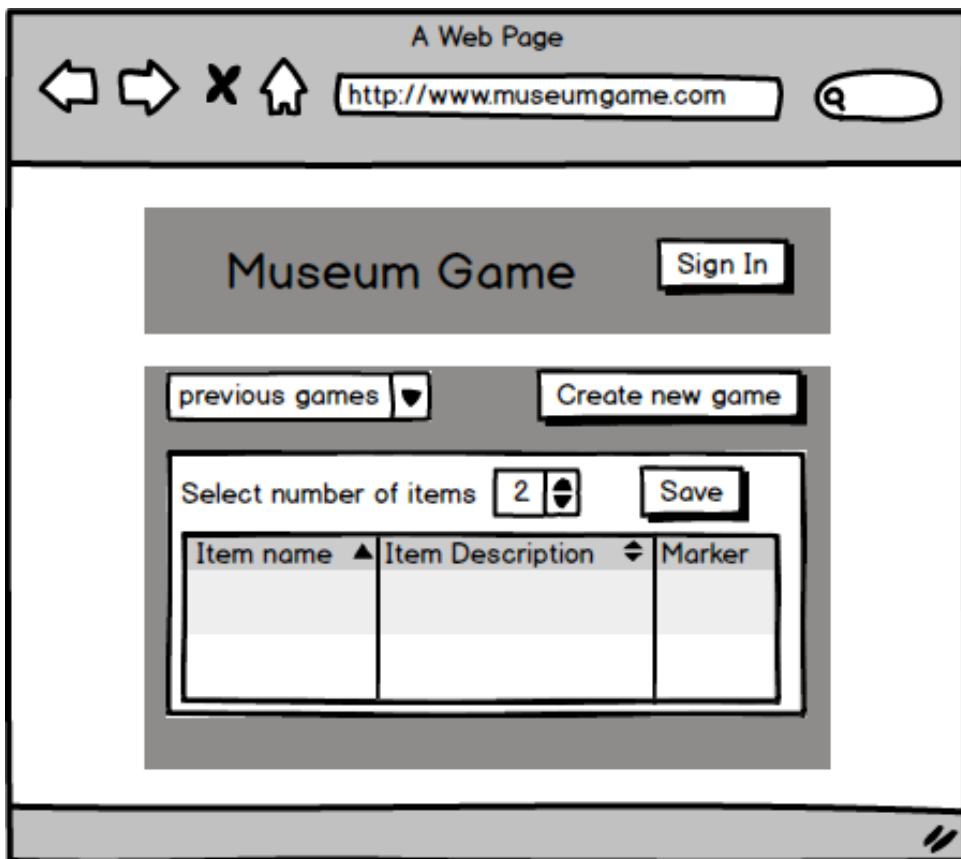 A Web Page
http://www.museumgame.com
Museum Game
Sign In
previous games
Create new game
Select number of items 2 Save
Item name Item Description Marker